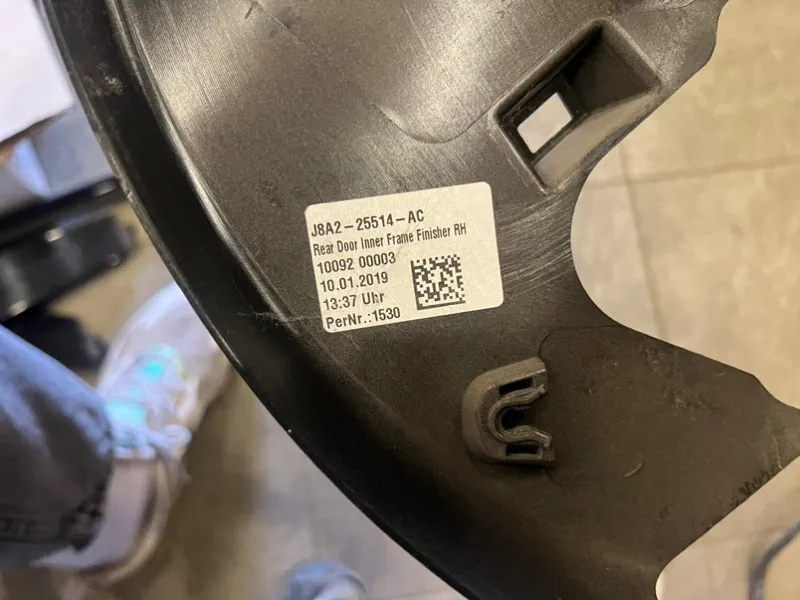 J8A2-25514-AC
Rear Door Inner Frame Finisher RH
10092 00003
10.01.2019
13:37 Uhr
PerNr.:1530